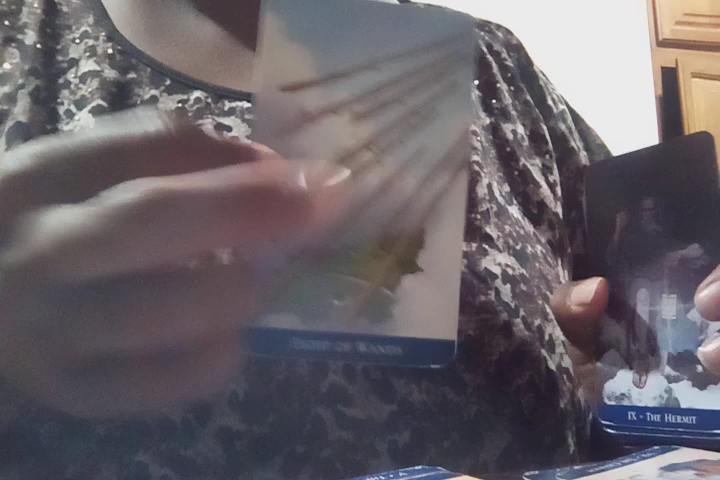 EIGHT OF WANDS
IX - THE HERMIT